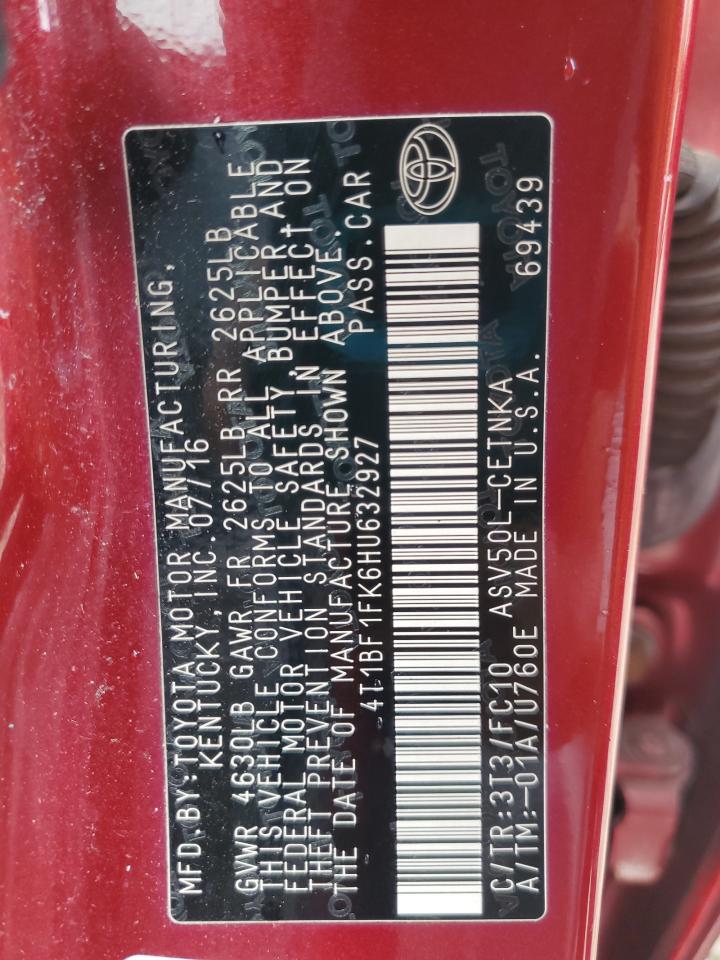 MFD.BY:TOYOTA MOTOR MANUFACTURING,
KENTUCKY,INC.07/16
GVWR 4630LB GAWR FR 2625LB RR 2625LB
THIS VEHICLE CONFORMS TO ALL APPLICABLE
FEDERAL MOTOR VEHICLE SAFETY,BUMPER,AND
THEFT PREVENTION STANDARDS IN EFFECT ON
THE DATE OF MANUFACTURE SHOWN ABOVE.
4T1BF1FK6HU632927 PASS.CAR
C/TR:3T3/FC10 ASV50L-CETNKA
A/TM:-01A/U760E MADE IN U.S.A. 69439